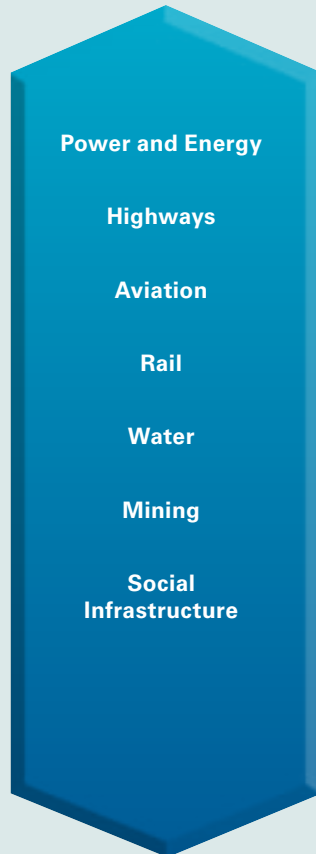 Power and Energy
Highways
Aviation
Rail
Water
Mining
Social
Infrastructure